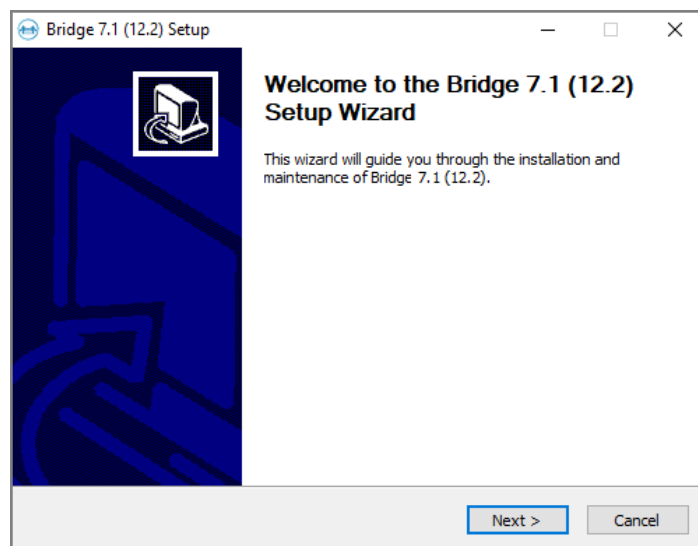 Bridge 7.1 (12.2) Setup
Welcome to the Bridge 7.1 (12.2)
Setup Wizard
This wizard will guide you through the installation and
maintenance of Bridge 7.1 (12.2).
Next >
Cancel